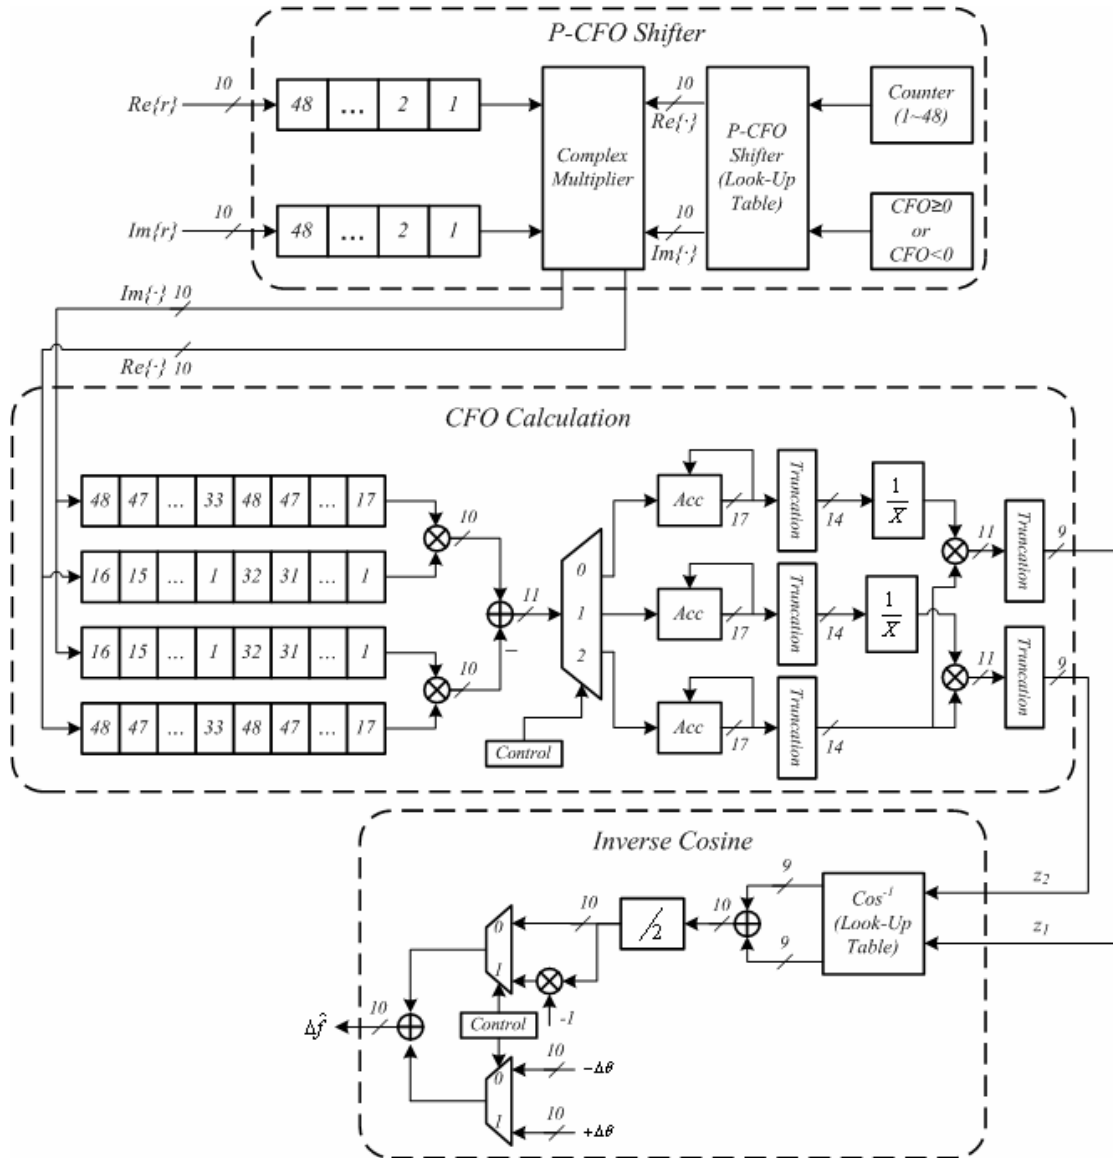 P-CFO Shifter
Re{r}
10
48 ... 2 1
Complex
Multiplier
10
Re{·}
P-CFO
Shifter
(Look-Up
Table)
Counter
(1~48)
Im{r}
10
48 ... 2 1
10
Im{·}
CFO≥0
or
CFO<0
Im{·} 10
Re{·} 10
CFO Calculation
48 47 ... 33 48 47 ... 17
16 15 ... 1 32 31 ... 1
16 15 ... 1 32 31 ... 1
48 47 ... 33 48 47 ... 17
10
10
−
11
0
1
2
Control
Acc
17
Truncation
14
1
X
11
Truncation
9
Acc
17
Truncation
14
1
X
11
Truncation
9
Acc
17
Truncation
14
Inverse Cosine
z2
z1
Cos-1
(Look-Up
Table)
9
9
10
/2
10
-1
0
1
Control
0
1
10
−Δθ
10
+Δθ
10
Δf̂